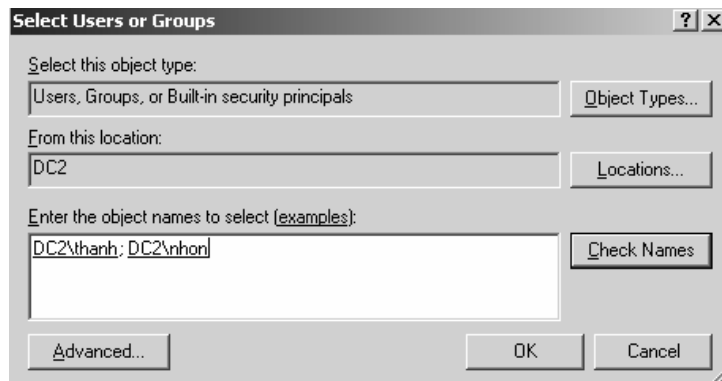 Select Users or Groups
Select this object type:
Users, Groups, or Built-in security principals
Object Types...
From this location:
DC2
Locations...
Enter the object names to select (examples):
DC2\thanh; DC2\nhon
Check Names
Advanced...
OK
Cancel